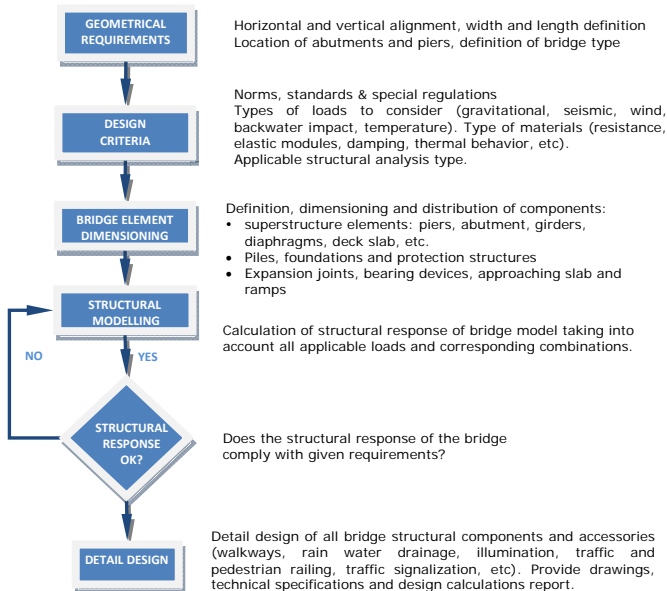 GEOMETRICAL
REQUIREMENTS
Horizontal and vertical alignment, width and length definition
Location of abutments and piers, definition of bridge type
DESIGN
CRITERIA
Norms, standards & special regulations
Types of loads to consider (gravitational, seismic, wind,
backwater impact, temperature). Type of materials (resistance,
elastic modules, damping, thermal behavior, etc).
Applicable structural analysis type.
BRIDGE ELEMENT
DIMENSIONING
Definition, dimensioning and distribution of components:
• superstructure elements: piers, abutment, girders,
diaphragms, deck slab, etc.
• Piles, foundations and protection structures
• Expansion joints, bearing devices, approaching slab and
ramps
STRUCTURAL
MODELLING
Calculation of structural response of bridge model taking into
account all applicable loads and corresponding combinations.
NO
YES
STRUCTURAL
RESPONSE
OK?
Does the structural response of the bridge
comply with given requirements?
DETAIL DESIGN
Detail design of all bridge structural components and accessories
(walkways, rain water drainage, illumination, traffic and
pedestrian railing, traffic signalization, etc). Provide drawings,
technical specifications and design calculations report.